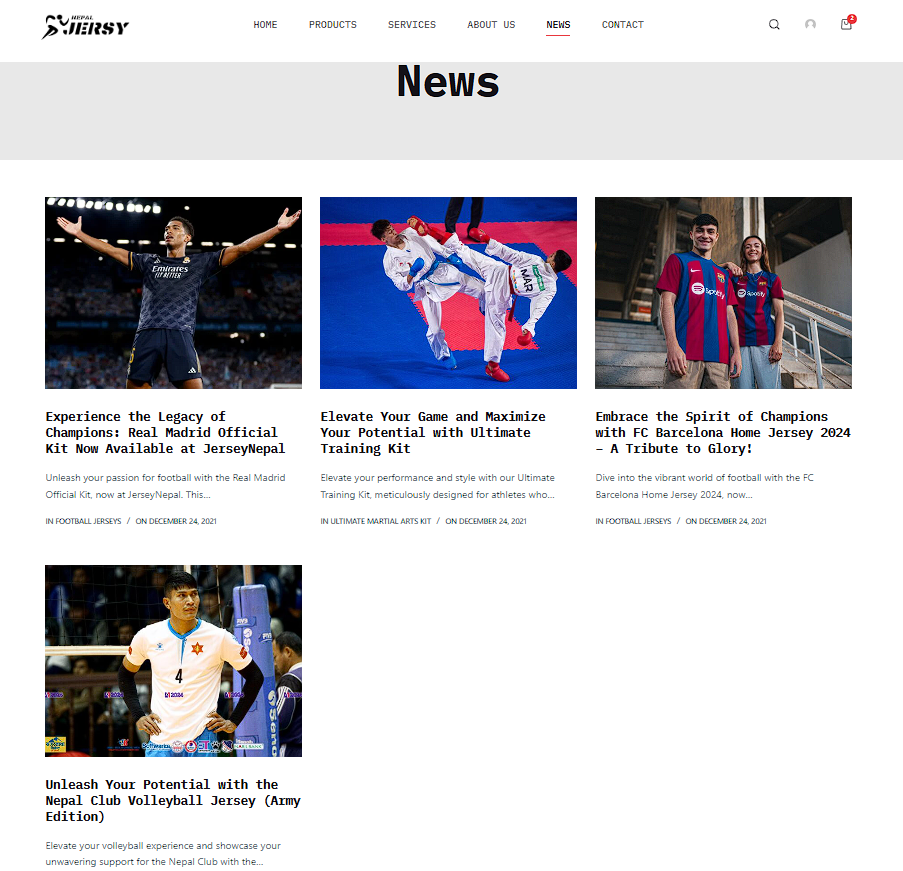 NEPAL
JERSY
HOME PRODUCTS SERVICES ABOUT US NEWS CONTACT
2
News
Emirates
FLY BETTER
MAR
Spotify
Spotify
Experience the Legacy of
Champions: Real Madrid Official
Kit Now Available at JerseyNepal
Unleash your passion for football with the Real Madrid
Official Kit, now at JerseyNepal. This...
IN FOOTBALL JERSEYS / ON DECEMBER 24, 2021
Elevate Your Game and Maximize
Your Potential with Ultimate
Training Kit
Elevate your performance and style with our Ultimate
Training Kit, meticulously designed for athletes who...
IN ULTIMATE MARTIAL ARTS KIT / ON DECEMBER 24, 2021
Embrace the Spirit of Champions
with FC Barcelona Home Jersey 2024
– A Tribute to Glory!
Dive into the vibrant world of football with the FC
Barcelona Home Jersey 2024, now...
IN FOOTBALL JERSEYS / ON DECEMBER 24, 2021
4
Unleash Your Potential with the
Nepal Club Volleyball Jersey (Army
Edition)
Elevate your volleyball experience and showcase your
unwavering support for the Nepal Club with the...